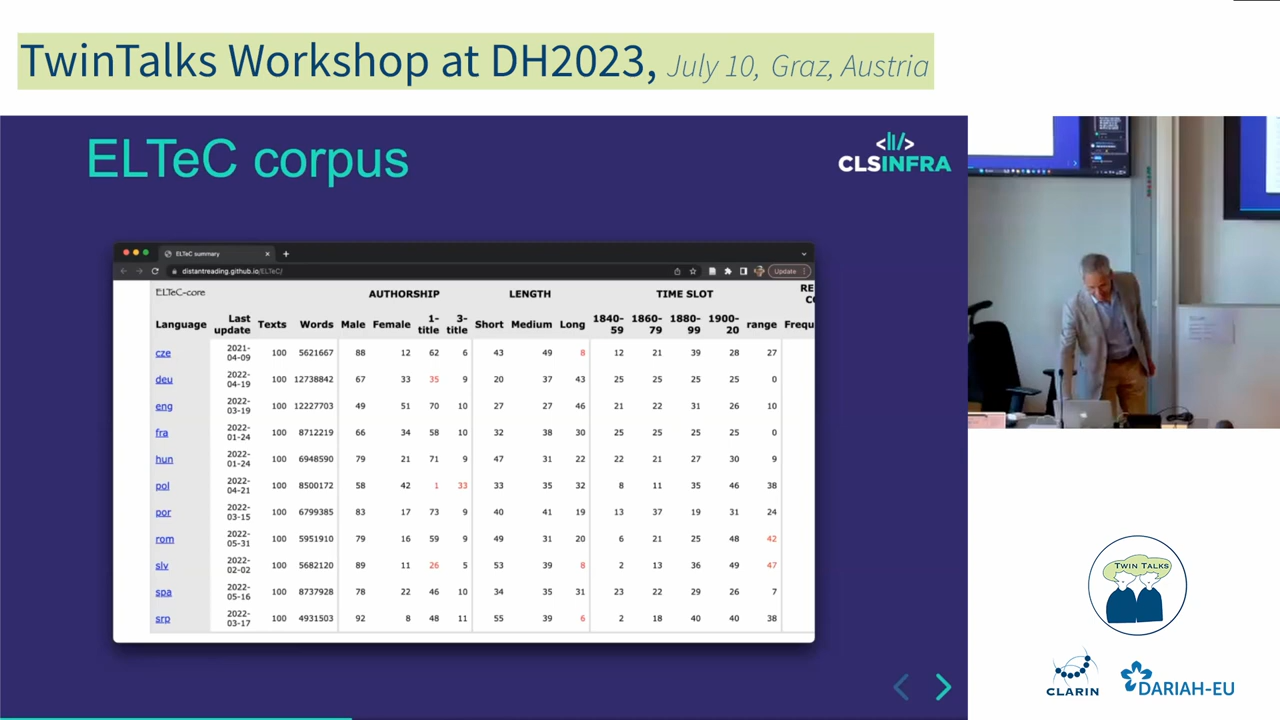 TwinTalks Workshop at DH2023, July 10, Graz, Austria
ELTeC corpus
CLSINFRA
ELTeC summary
distantreading.github.io/ELTeC/
Update
ELTeC-core AUTHORSHIP LENGTH TIME SLOT RE
Language Last update Texts Words Male Female 1-title 3-title Short Medium Long 1840-59 1860-79 1880-99 1900-20 range Frequ
cze 2021-04-09 100 5621667 88 12 62 6 43 49 8 12 21 39 28 27
deu 2022-04-19 100 12738842 67 33 35 9 20 37 43 25 25 25 25 0
eng 2022-03-19 100 12227703 49 51 70 10 27 27 46 21 22 31 26 10
fra 2022-01-24 100 8712219 66 34 58 10 32 38 30 25 25 25 25 0
hun 2022-01-24 100 6948590 79 21 71 9 47 31 22 22 21 27 30 9
pol 2022-04-21 100 8500172 58 42 1 33 33 35 32 8 11 35 46 38
por 2022-03-15 100 6799385 83 17 73 9 40 41 19 13 37 19 31 24
rom 2022-05-31 100 5951910 79 16 59 9 49 31 20 6 21 25 48 42
slv 2022-02-02 100 5682120 89 11 26 5 53 39 8 2 13 36 49 47
spa 2022-05-16 100 8737928 78 22 46 10 34 35 31 23 22 29 26 7
srp 2022-03-17 100 4931503 92 8 48 11 55 39 6 2 18 40 40 38
TWIN TALKS
CLARIN
DARIAH-EU